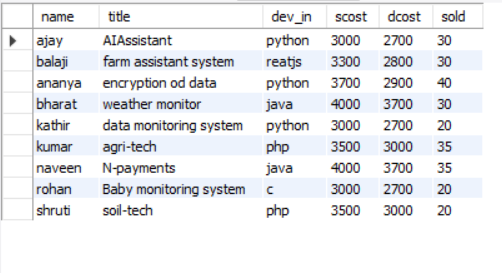 name title dev_in scost dcost sold
ajay AIAssistant python 3000 2700 30
balaji farm assistant system reatjs 3300 2800 30
ananya encryption od data python 3700 2900 40
bharat weather monitor java 4000 3700 30
kathir data monitoring system python 3000 2700 20
kumar agri-tech php 3500 3000 35
naveen N-payments java 4000 3700 35
rohan Baby monitoring system c 3000 2700 20
shruti soil-tech php 3500 3000 20